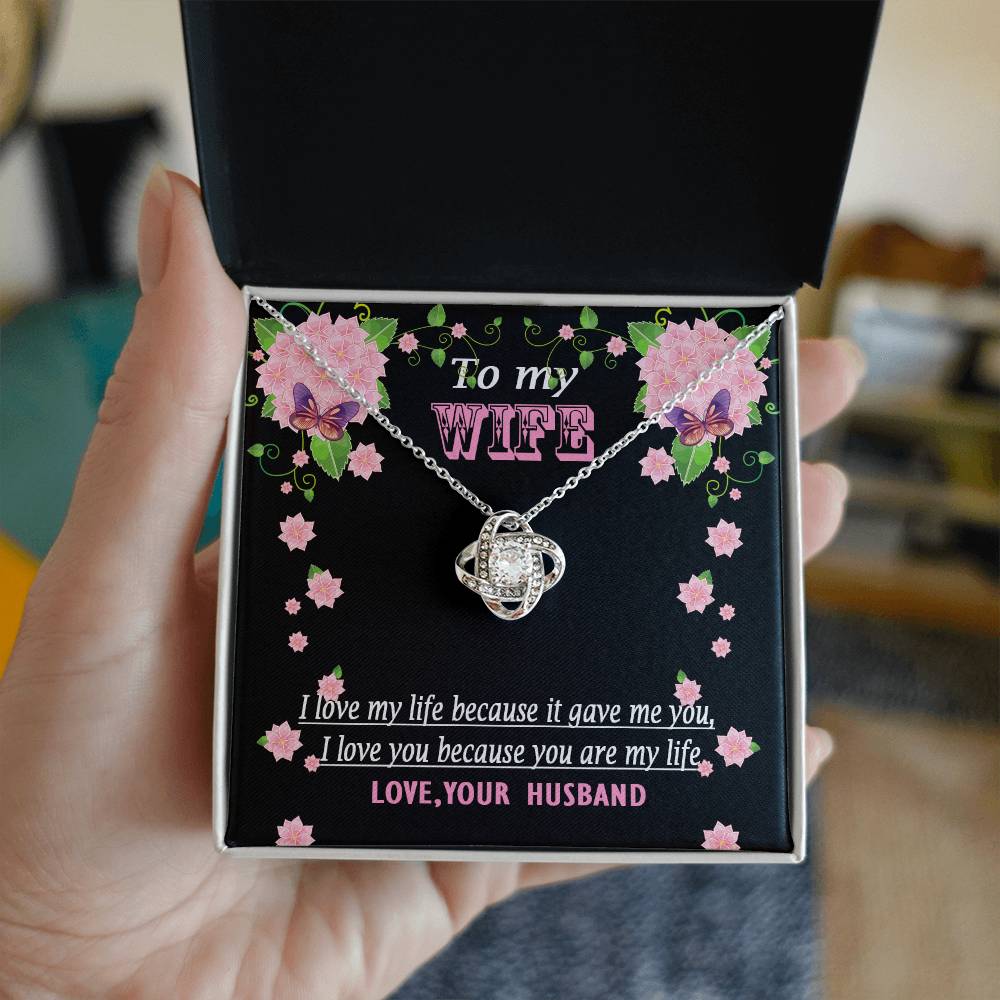 To my
WIFE
I love my life because it gave me you,
I love you because you are my life
LOVE,YOUR HUSBAND